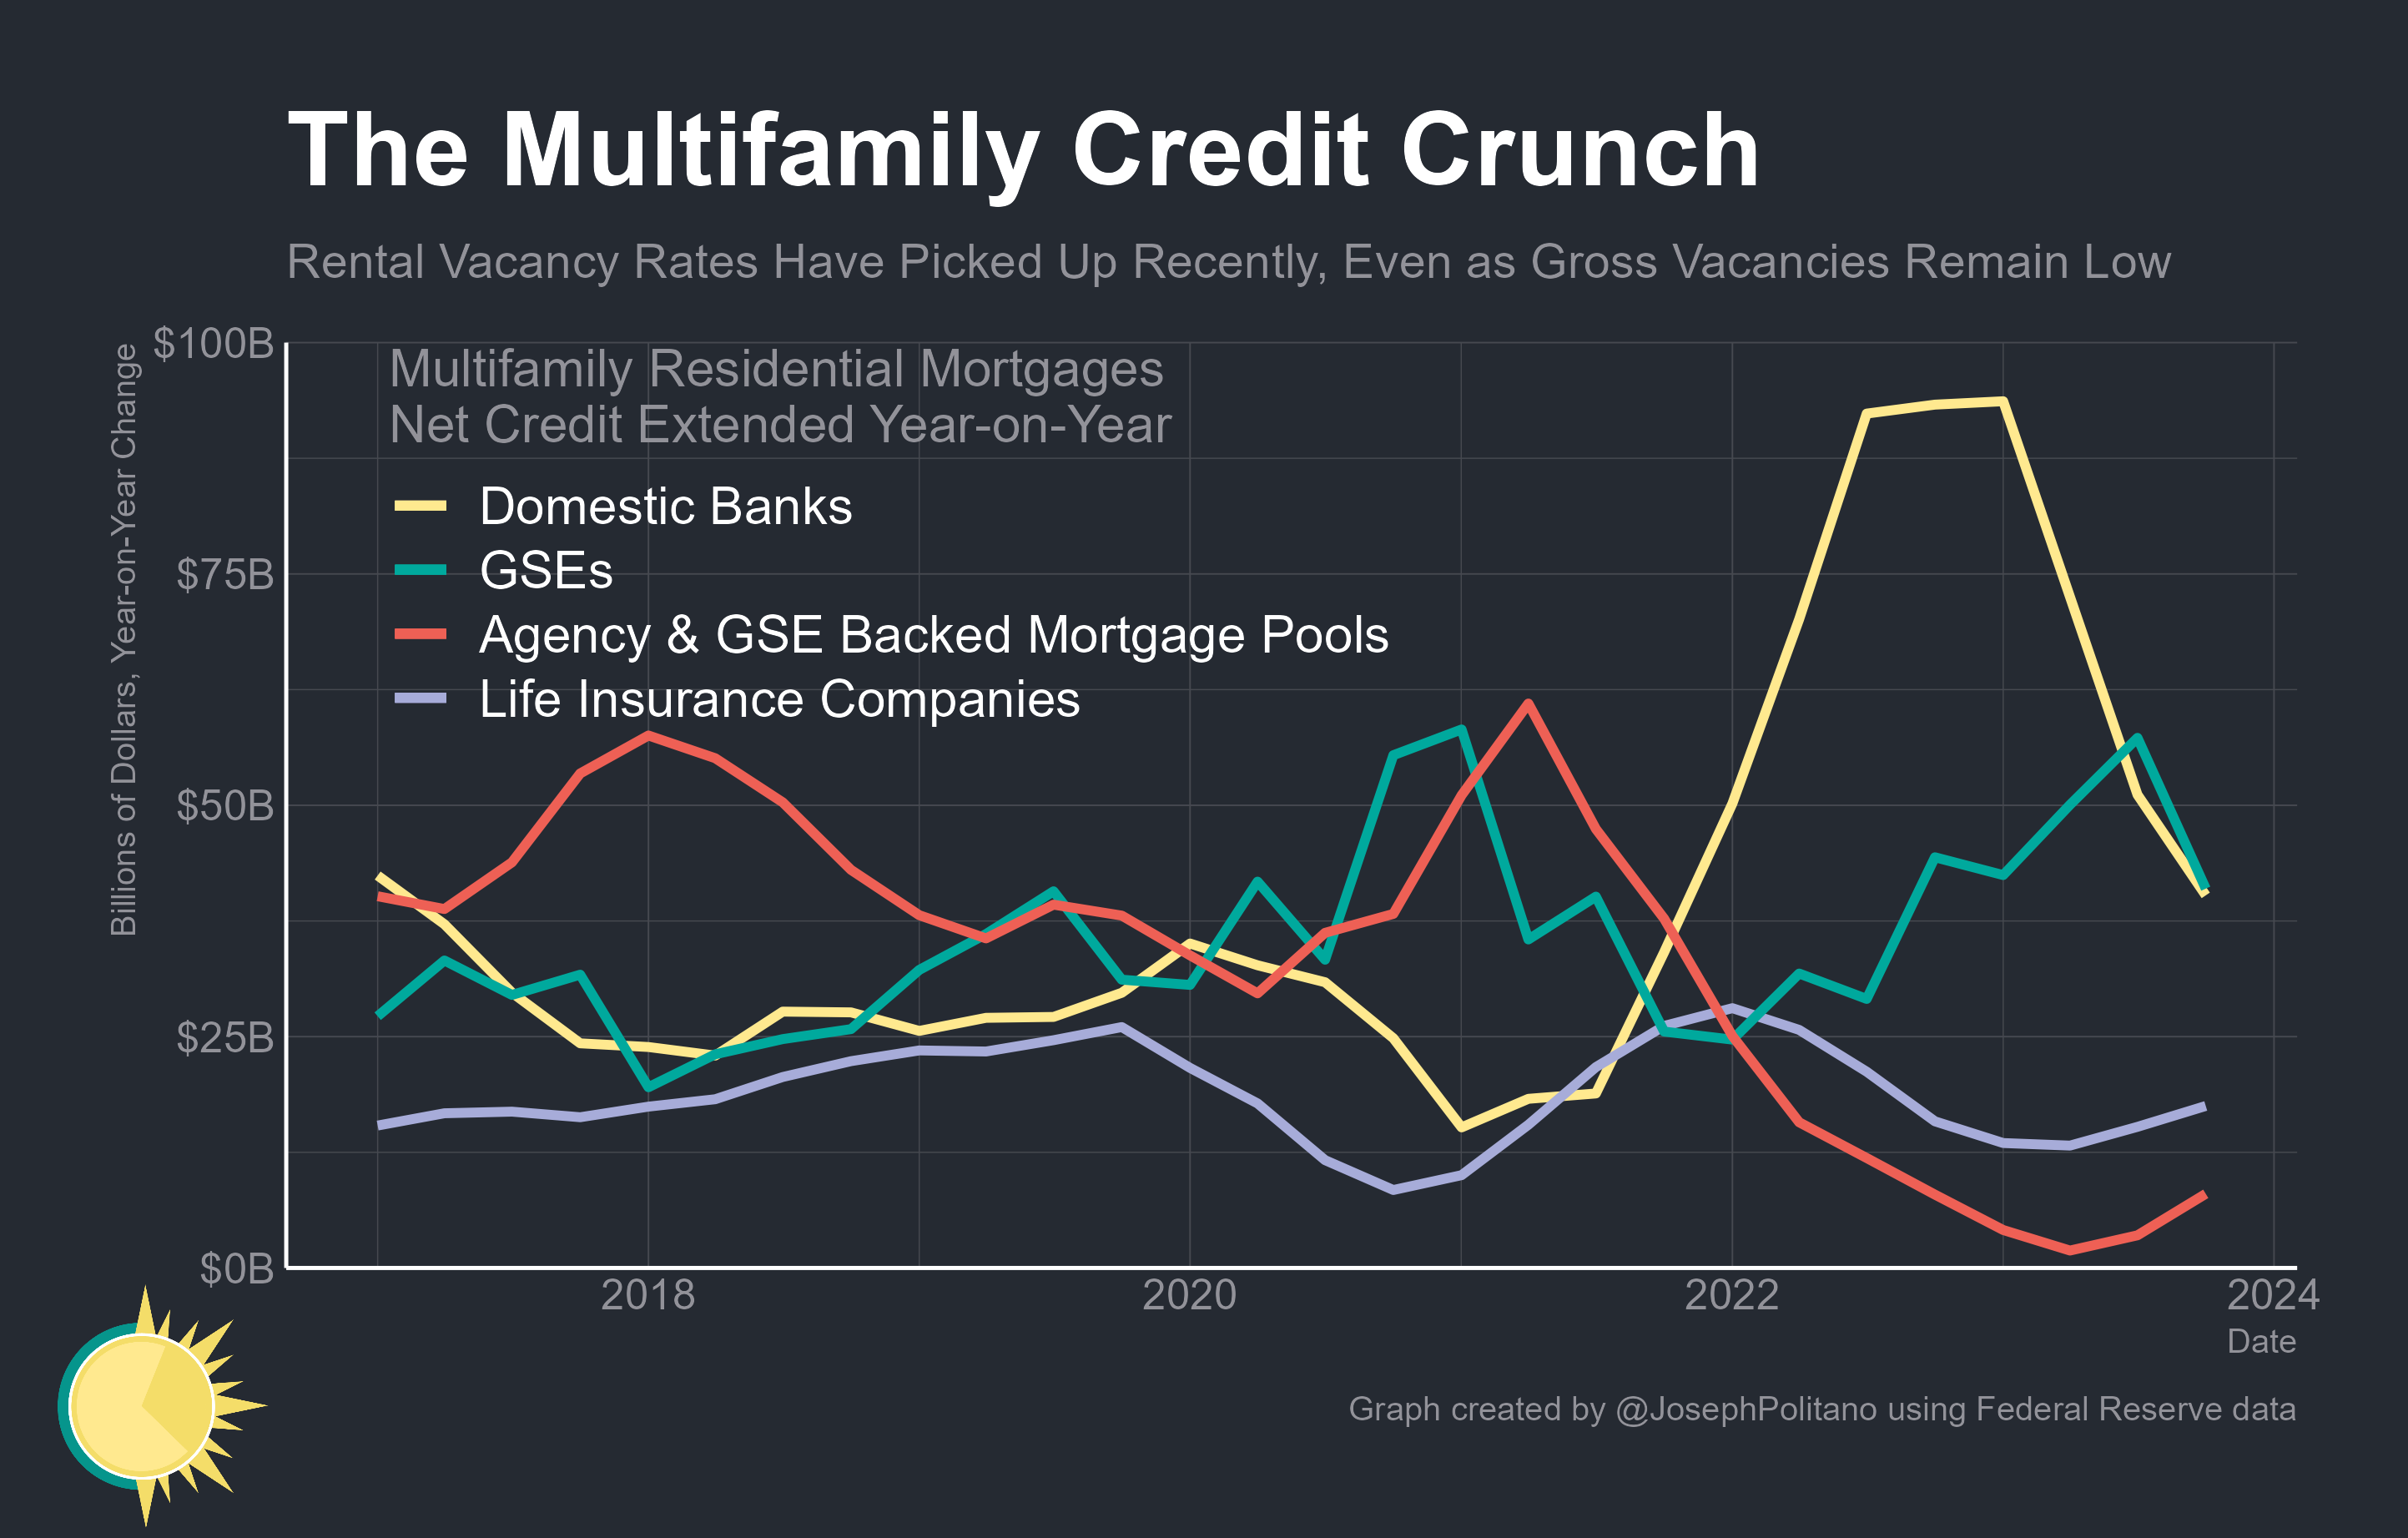 The Multifamily Credit Crunch
Rental Vacancy Rates Have Picked Up Recently, Even as Gross Vacancies Remain Low
Billions of Dollars, Year-on-Year Change
$100B
$75B
$50B
$25B
$0B
Multifamily Residential Mortgages
Net Credit Extended Year-on-Year
Domestic Banks
GSEs
Agency & GSE Backed Mortgage Pools
Life Insurance Companies
2018 2020 2022 2024
Date
Graph created by @JosephPolitano using Federal Reserve data